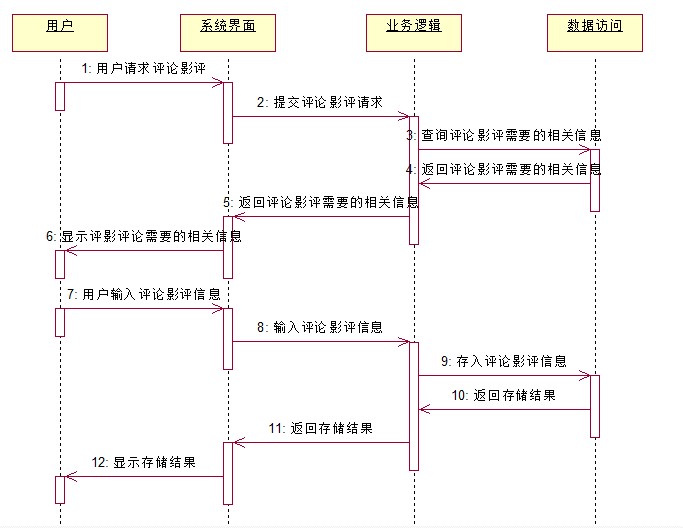 用户
系统界面
业务逻辑
数据访问
1: 用户请求评论影评
2: 提交评论影评请求
3: 查询评论影评需要的相关信息
4: 返回评论影评需要的相关信息
5: 返回评论影评需要的相关信息
6: 显示评影评论需要的相关信息
7: 用户输入评论影评信息
8: 输入评论影评信息
9: 存入评论影评信息
10: 返回存储结果
11: 返回存储结果
12: 显示存储结果